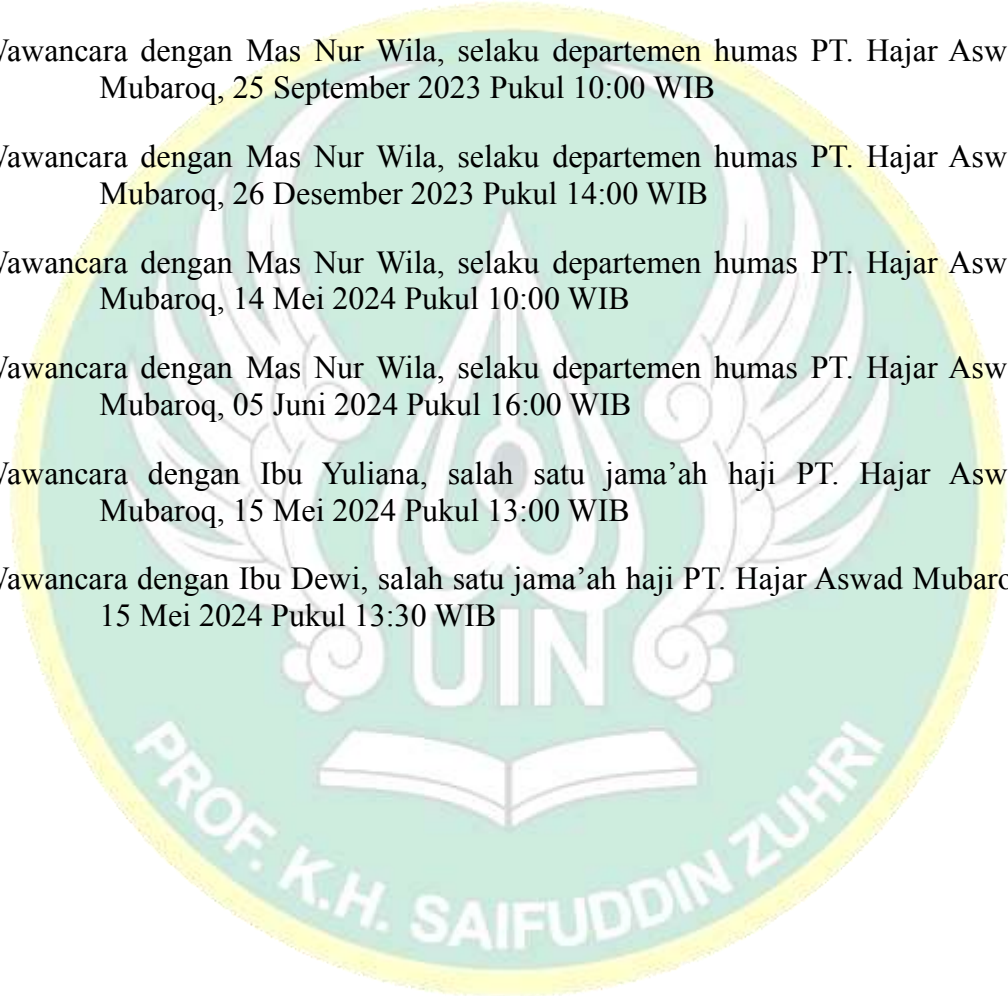 Wawancara dengan Mas Nur Wila, selaku departemen humas PT. Hajar Asw
Mubaroq, 25 September 2023 Pukul 10:00 WIB
Wawancara dengan Mas Nur Wila, selaku departemen humas PT. Hajar Asw
Mubaroq, 26 Desember 2023 Pukul 14:00 WIB
Wawancara dengan Mas Nur Wila, selaku departemen humas PT. Hajar Asw
Mubaroq, 14 Mei 2024 Pukul 10:00 WIB
Wawancara dengan Mas Nur Wila, selaku departemen humas PT. Hajar Asw
Mubaroq, 05 Juni 2024 Pukul 16:00 WIB
Wawancara dengan Ibu Yuliana, salah satu jama’ah haji PT. Hajar Asw
Mubaroq, 15 Mei 2024 Pukul 13:00 WIB
Wawancara dengan Ibu Dewi, salah satu jama’ah haji PT. Hajar Aswad Mubaro
15 Mei 2024 Pukul 13:30 WIB
UIN
PROF. K.H. SAIFUDDIN ZUHRI